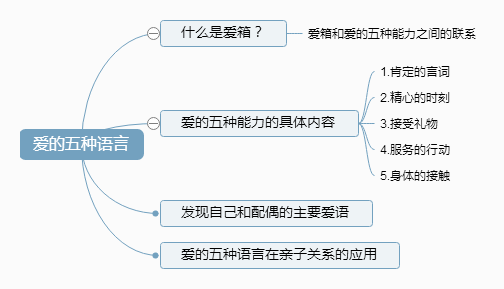 什么是爱箱？
爱箱和爱的五种能力之间的联系
爱的五种能力的具体内容
1.肯定的言词
2.精心的时刻
3.接受礼物
4.服务的行动
5.身体的接触
爱的五种语言
发现自己和配偶的主要爱语
爱的五种语言在亲子关系的应用